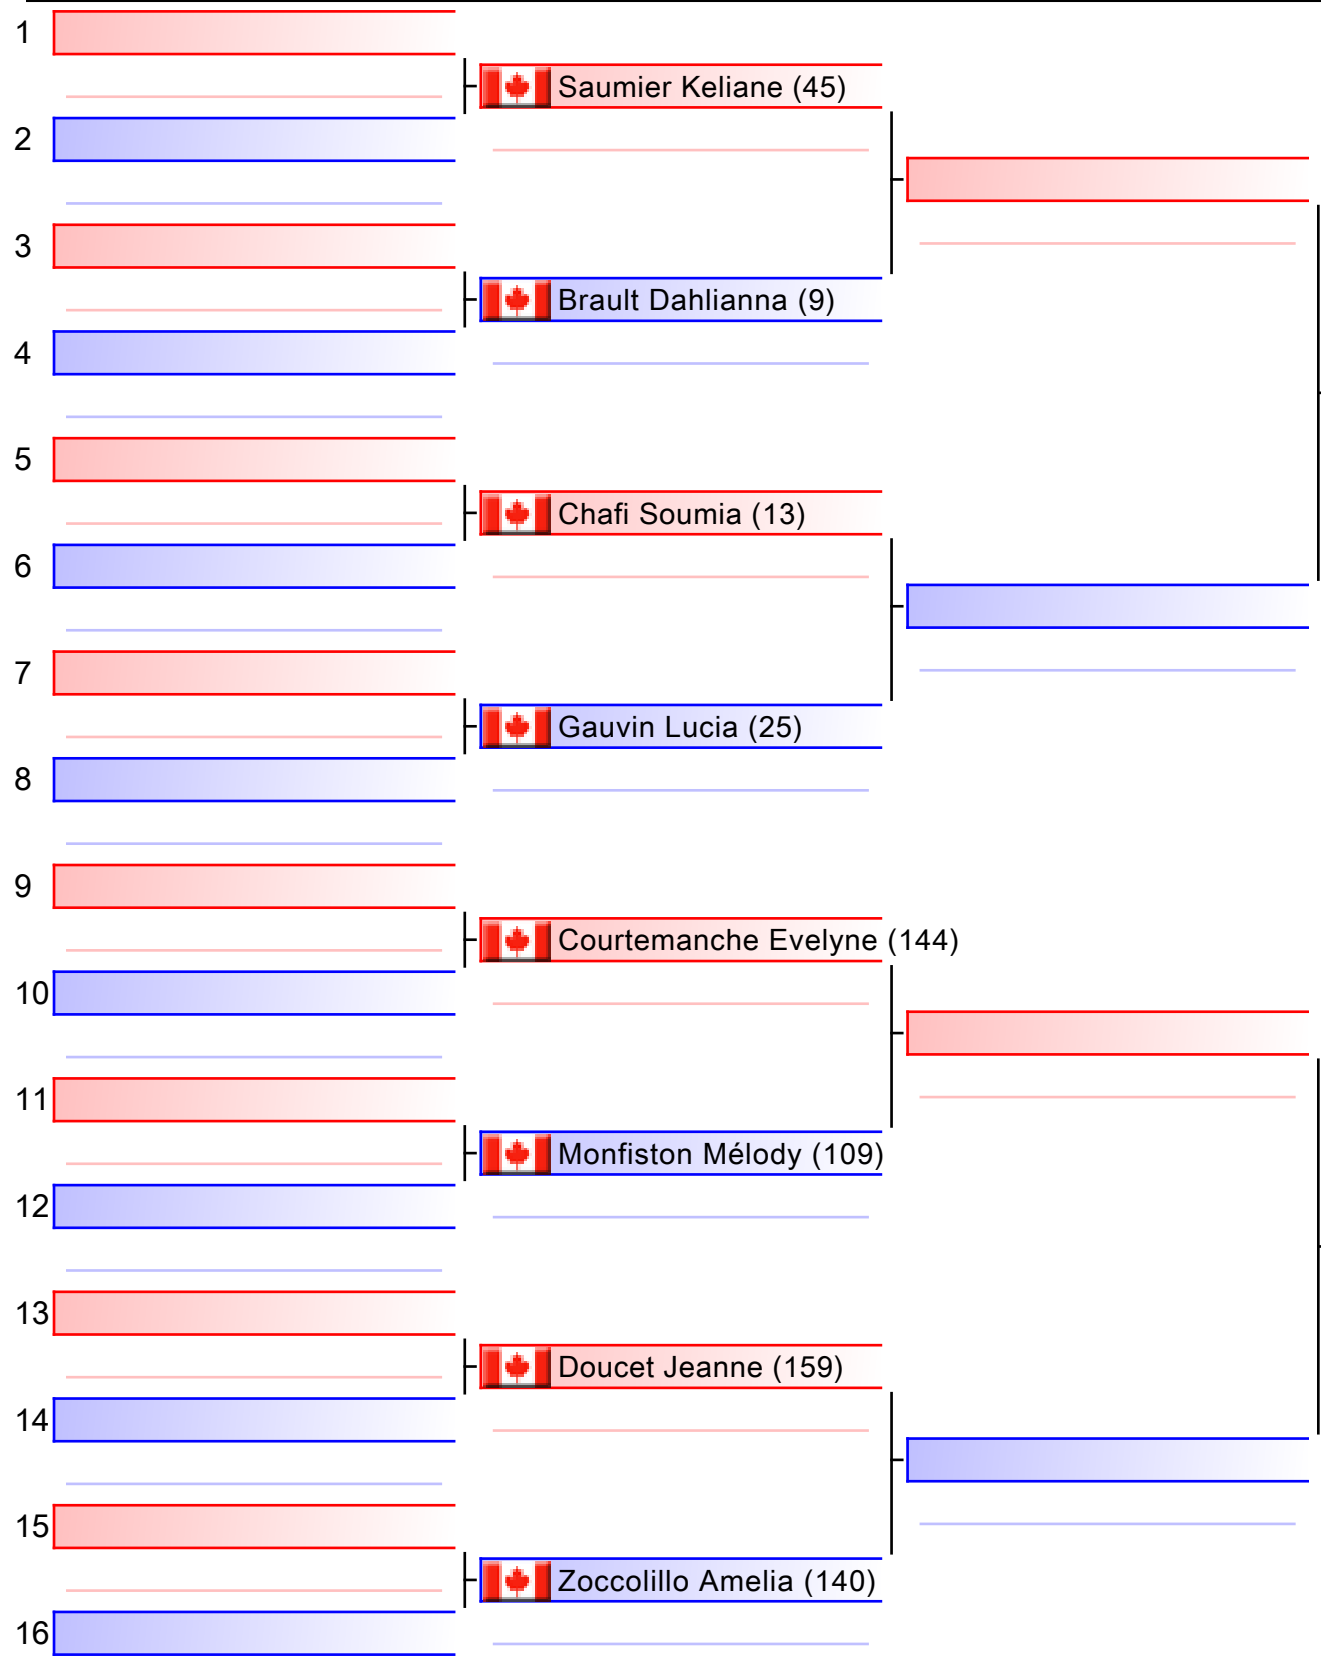 1
Saumier Keliane (45)
2
3
Brault Dahlianna (9)
4
5
Chafi Soumia (13)
6
7
Gauvin Lucia (25)
8
9
Courtemanche Evelyne (144)
10
11
Monfiston Mélody (109)
12
13
Doucet Jeanne (159)
14
15
Zoccolillo Amelia (140)
16